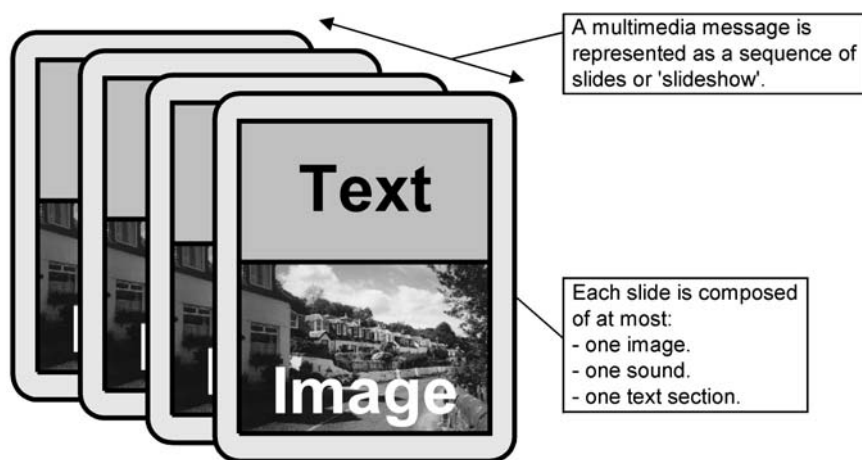 A multimedia message is
represented as a sequence of
slides or 'slideshow'.
Text
Image
Each slide is composed
of at most:
- one image.
- one sound.
- one text section.